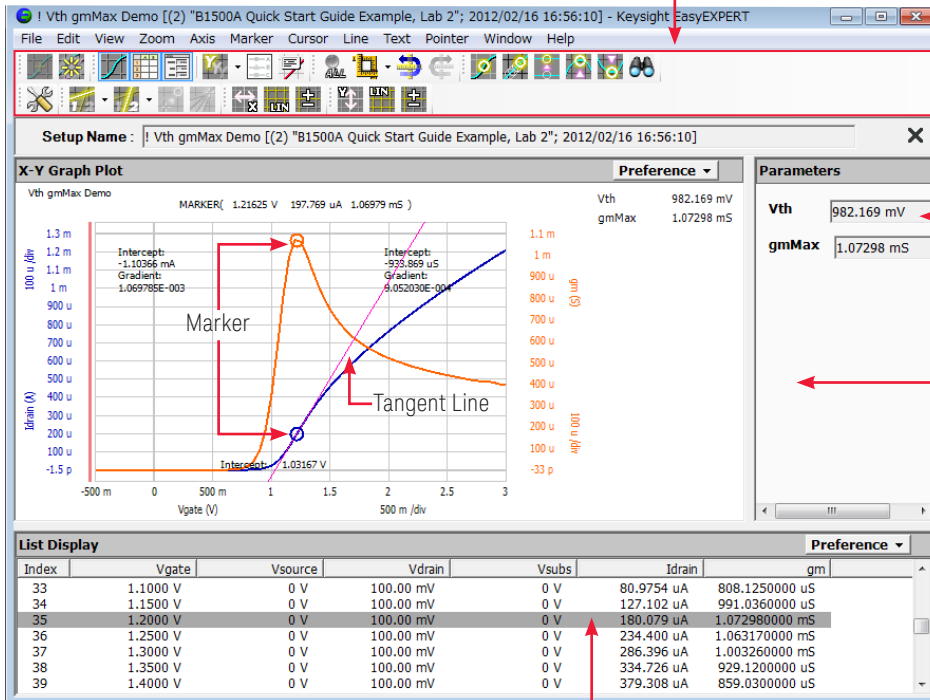 ! Vth gmMax Demo [(2) "B1500A Quick Start Guide Example, Lab 2"; 2012/02/16 16:56:10] - Keysight EasyEXPERT
File Edit View Zoom Axis Marker Cursor Line Text Pointer Window Help
ALL
X LIN ± Y LIN ±
Setup Name : ! Vth gmMax Demo [(2) "B1500A Quick Start Guide Example, Lab 2"; 2012/02/16 16:56:10]
X-Y Graph Plot Preference
Vth gmMax Demo
MARKER( 1.21625 V 197.769 uA 1.06979 mS )
Vth 982.169 mV
gmMax 1.07298 mS
100 u /div
Idrain (A)
1.3 m
1.2 m
1.1 m
1 m
900 u
800 u
700 u
600 u
500 u
400 u
300 u
200 u
100 u
-1.5 p
Intercept:
-1.10366 mA
Gradient:
1.069785E-003
Intercept:
-933.869 uS
Gradient:
9.052030E-004
Marker
Tangent Line
Intercept: 1.03167 V
1.1 m
1 m
900 u
800 u
700 u
600 u
500 u
400 u
300 u
200 u
100 u
-33 p
gm (S)
100 u /div
-500 m 0 500 m 1 1.5 2 2.5 3
Vgate (V) 500 m /div
Parameters
Vth 982.169 mV
gmMax 1.07298 mS
List Display Preference
Index Vgate Vsource Vdrain Vsubs Idrain gm
33 1.1000 V 0 V 100.00 mV 0 V 80.9754 uA 808.1250000 uS
34 1.1500 V 0 V 100.00 mV 0 V 127.102 uA 991.0360000 uS
35 1.2000 V 0 V 100.00 mV 0 V 180.079 uA 1.072980000 mS
36 1.2500 V 0 V 100.00 mV 0 V 234.400 uA 1.063170000 mS
37 1.3000 V 0 V 100.00 mV 0 V 286.396 uA 1.003260000 mS
38 1.3500 V 0 V 100.00 mV 0 V 334.726 uA 929.1200000 uS
39 1.4000 V 0 V 100.00 mV 0 V 379.308 uA 859.0300000 uS